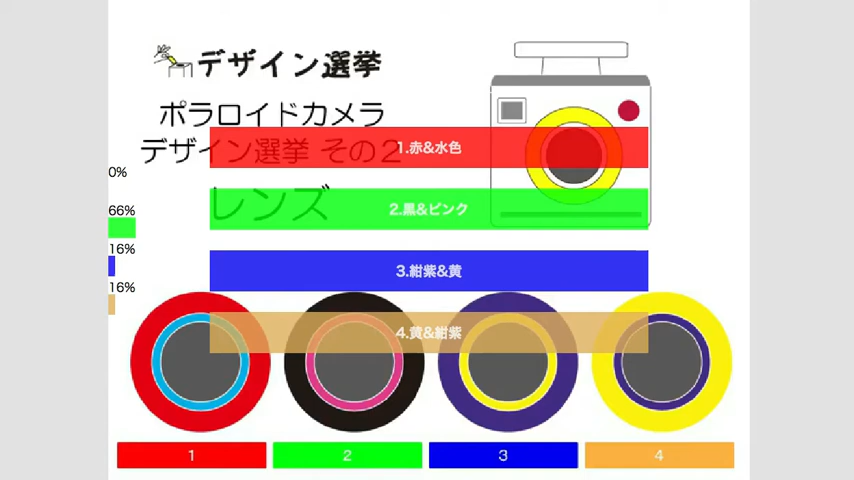 デザイン選挙
ポラロイドカメラ
デザイン選挙 その2
レンズ
1.赤&水色
2.黒&ピンク
3.紺紫&黄
4.黄&紺紫
0%
66%
16%
16%
1
2
3
4